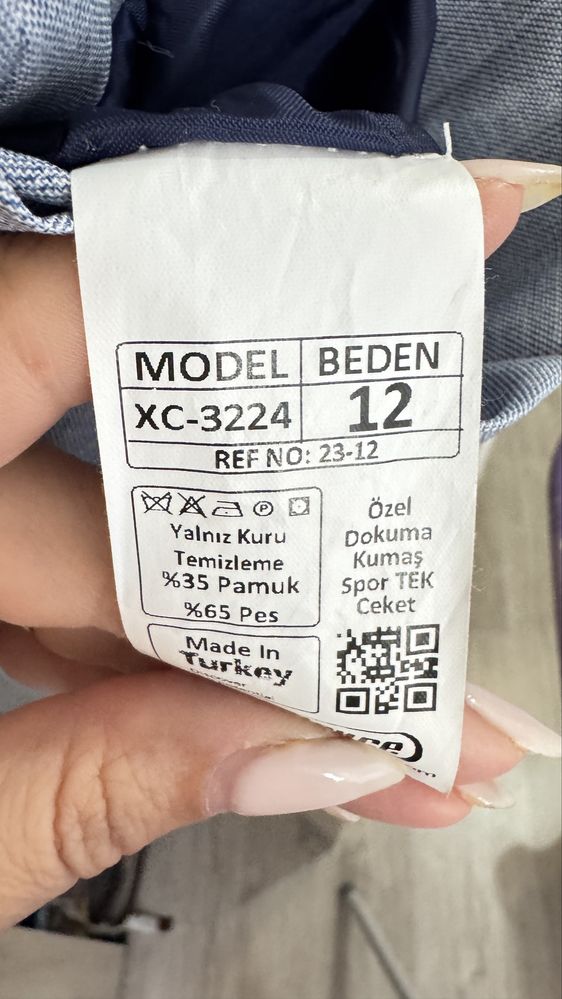 MODEL BEDEN
XC-3224 12
REF NO: 23-12
Yalnız Kuru
Temizleme
%35 Pamuk
%65 Pes
Özel
Dokuma
Kumaş
Spor TEK
Ceket
Made In
Turkey